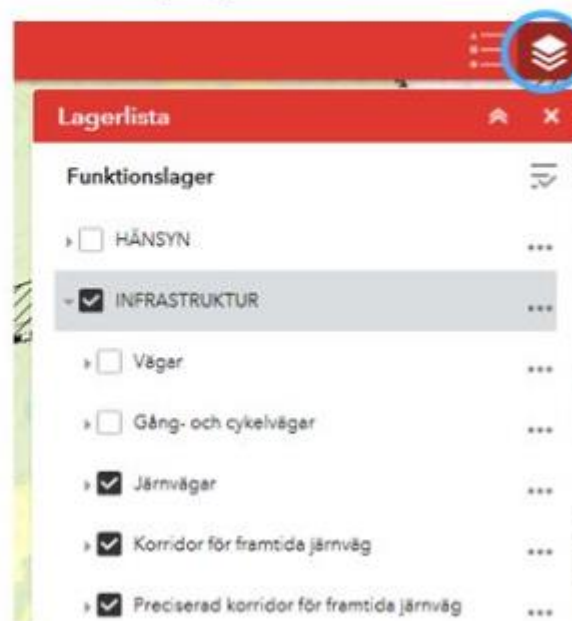 Lagerlista
Funktionslager
HÄNSYN
INFRASTRUKTUR
Vägar
Gång- och cykelvägar
Järnvägar
Korridor för framtida järnväg
Preciserad korridor för framtida järnväg